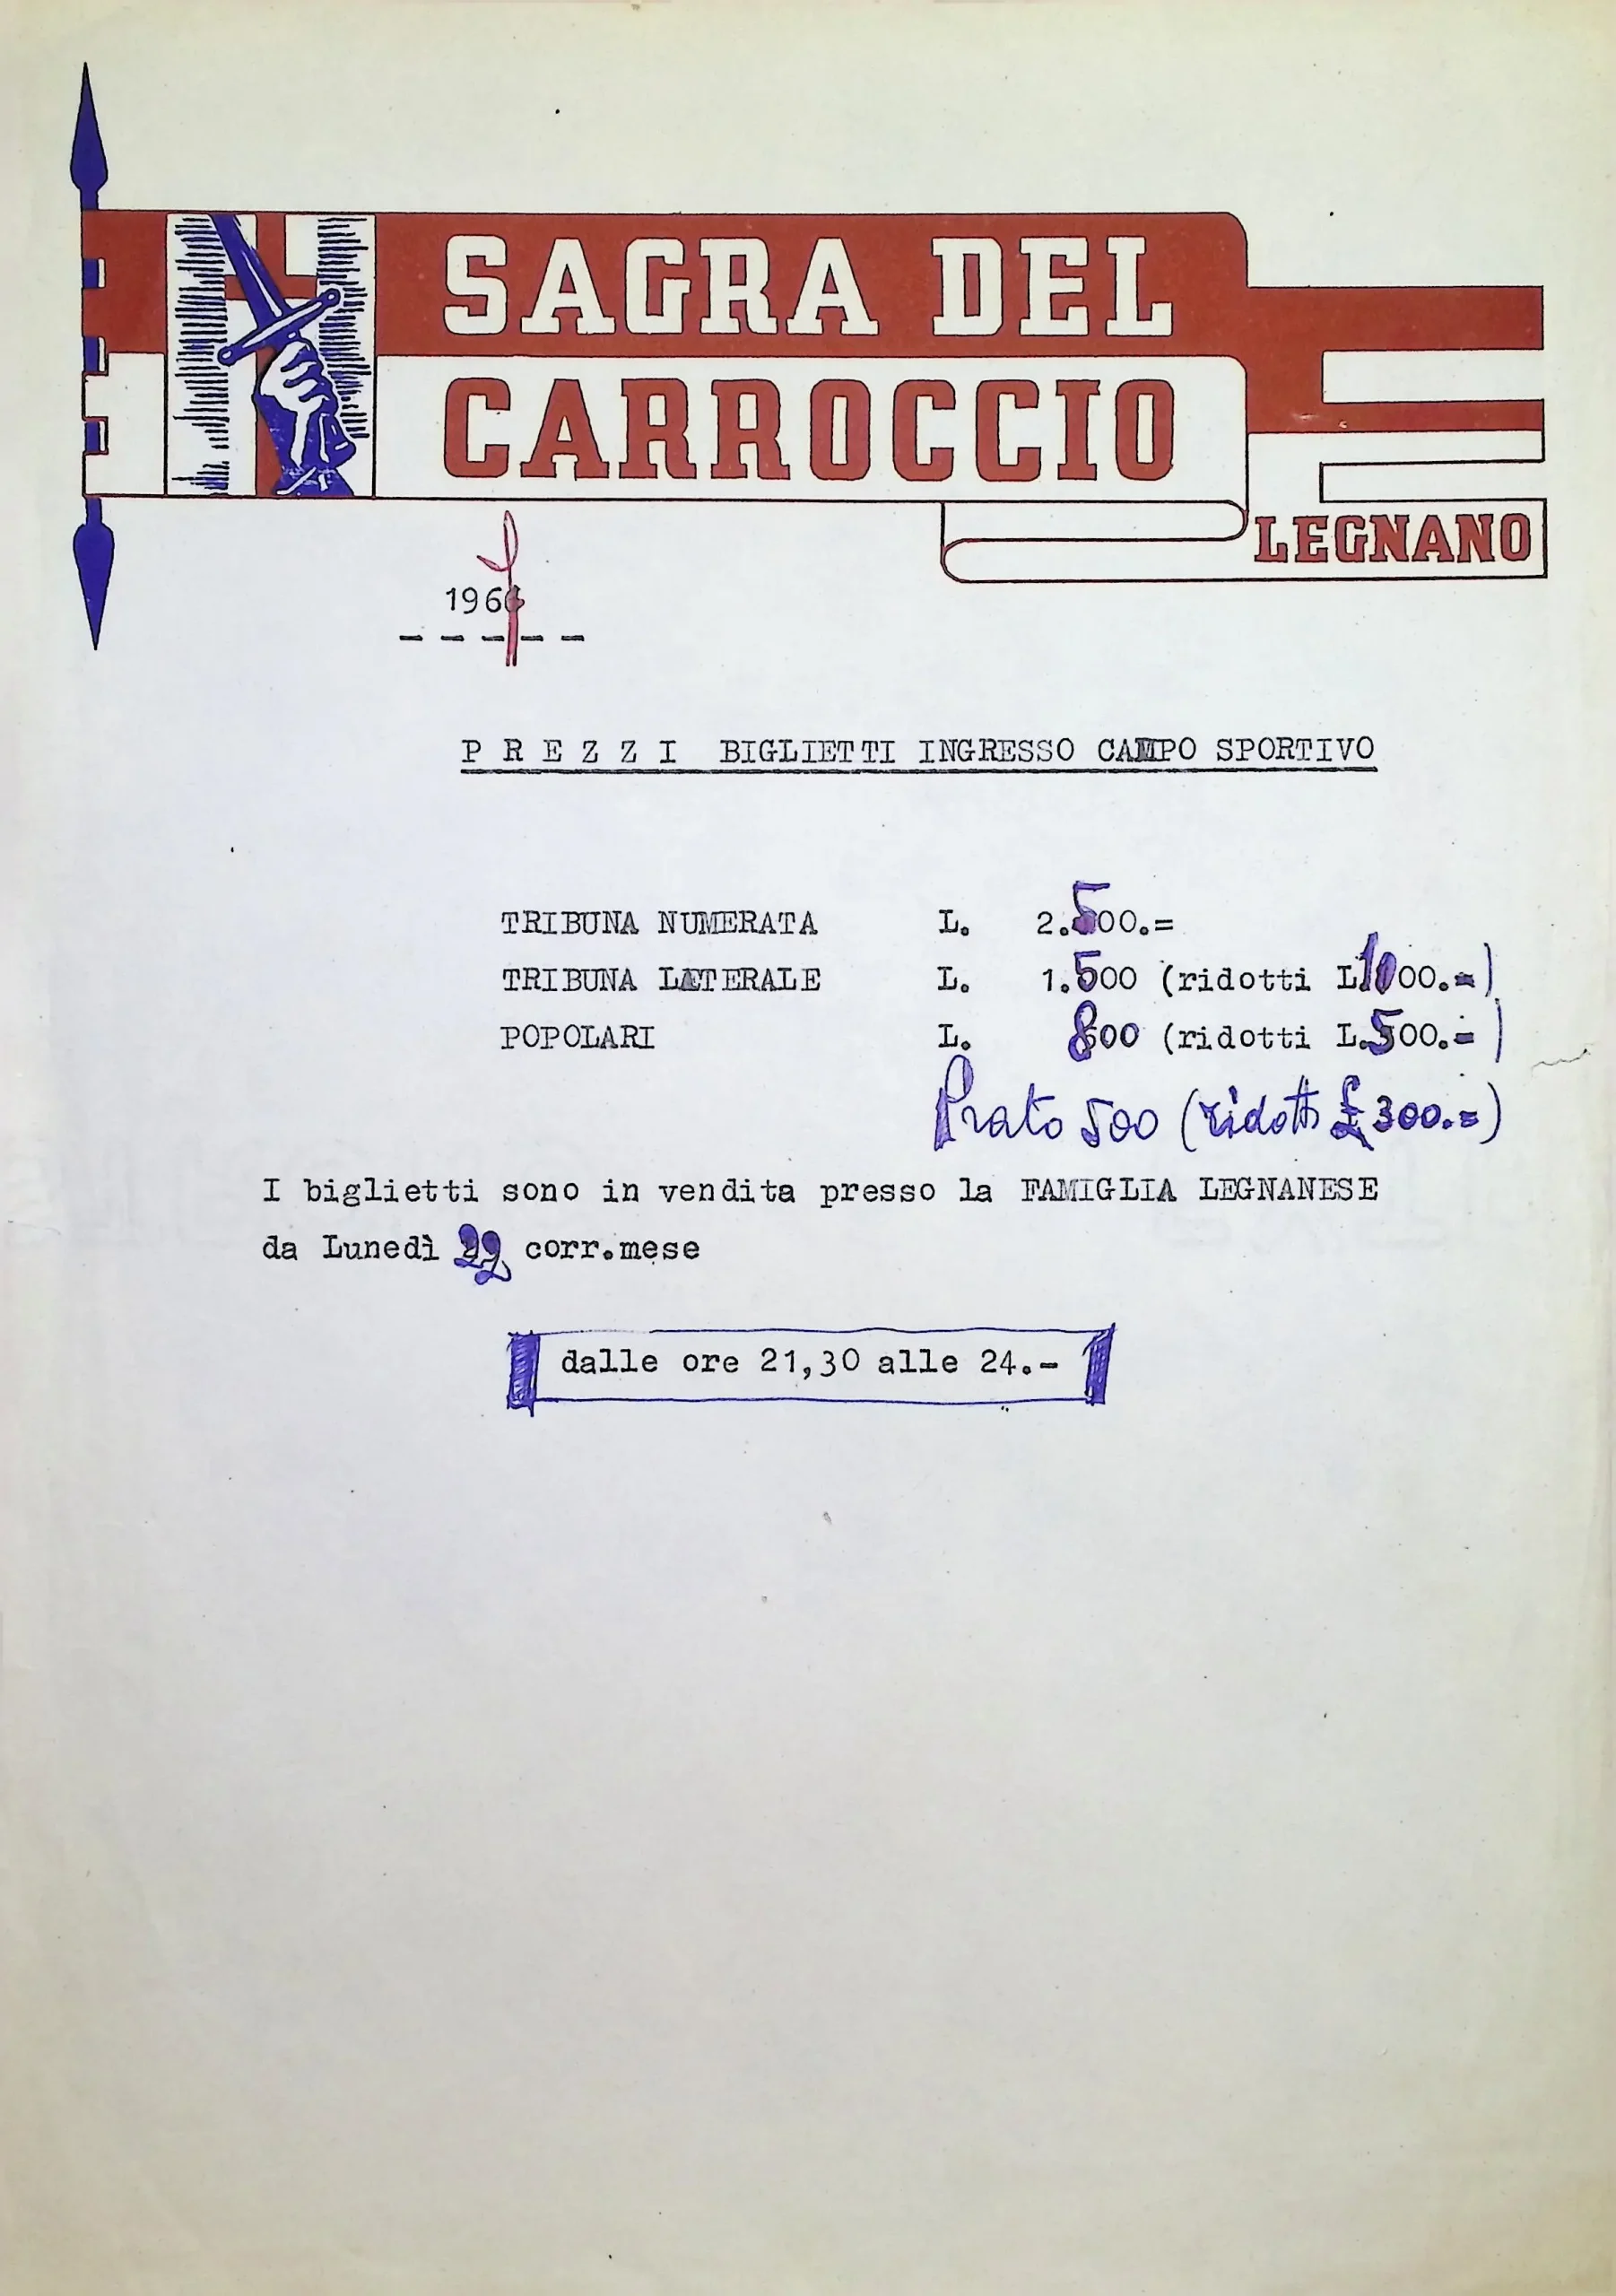 SAGRA DEL
CARROCCIO
LEGNANO
PREZZI BIGLIETTI INGRESSO CAMPO SPORTIVO
TRIBUNA NUMERATA L. 2.500.=
TRIBUNA LATERALE L. 1.500 (ridotti L.1000.=)
POPOLARI L. 800 (ridotti L.500.=)
Prato 500 (ridotti £ 300.=)
I biglietti sono in vendita presso la FAMIGLIA LEGNANESE
da Lunedì 22 corr.mese
dalle ore 21,30 alle 24.-